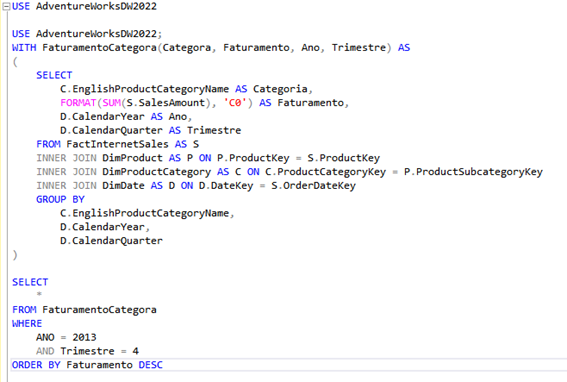 USE AdventureWorksDW2022
USE AdventureWorksDW2022;
WITH FaturamentoCategora(Categora, Faturamento, Ano, Trimestre) AS
(
SELECT
C.EnglishProductCategoryName AS Categoria,
FORMAT(SUM(S.SalesAmount), 'C0') AS Faturamento,
D.CalendarYear AS Ano,
D.CalendarQuarter AS Trimestre
FROM FactInternetSales AS S
INNER JOIN DimProduct AS P ON P.ProductKey = S.ProductKey
INNER JOIN DimProductCategory AS C ON C.ProductCategoryKey = P.ProductSubcategoryKey
INNER JOIN DimDate AS D ON D.DateKey = S.OrderDateKey
GROUP BY
C.EnglishProductCategoryName,
D.CalendarYear,
D.CalendarQuarter
)
SELECT
*
FROM FaturamentoCategora
WHERE
ANO = 2013
AND Trimestre = 4
ORDER BY Faturamento DESC